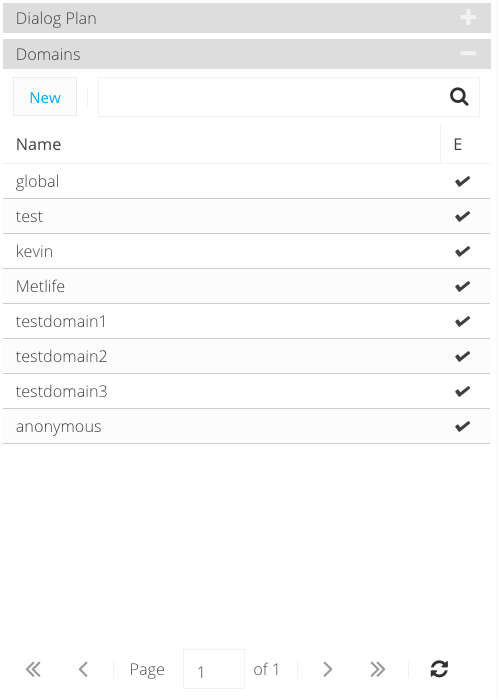 Dialog Plan
Domains
New
Name E
global
test
kevin
Metlife
testdomain1
testdomain2
testdomain3
anonymous
Page 1 of 1